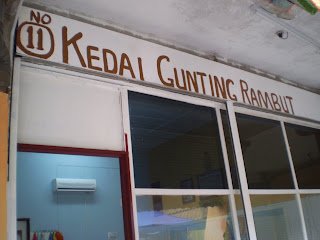 NO
11 KEDAI GUNTING RAMBUT